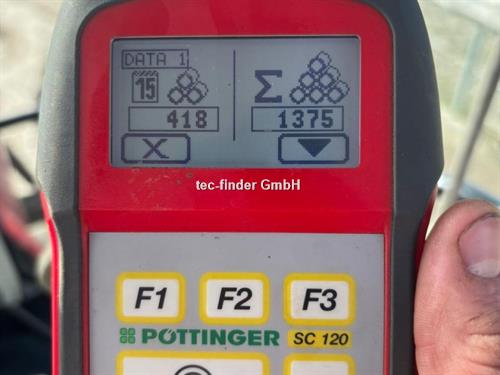 DATA 1
15
418
Σ
1375
X
tec-finder GmbH
F1 F2 F3
PÖTTINGER SC 120